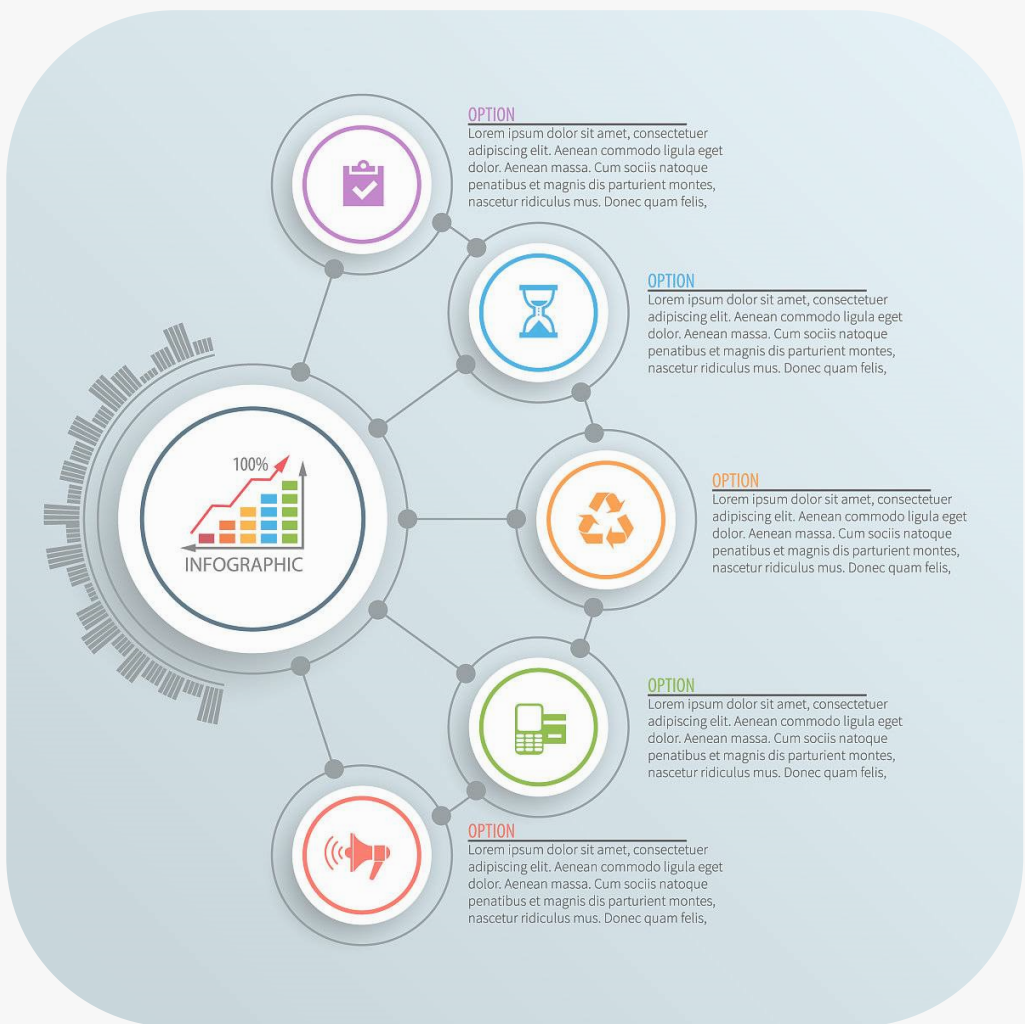 OPTION
Lorem ipsum dolor sit amet, consectetuer
adipiscing elit. Aenean commodo ligula eget
dolor. Aenean massa. Cum sociis natoque
penatibus et magnis dis parturient montes,
nascetur ridiculus mus. Donec quam felis,
OPTION
Lorem ipsum dolor sit amet, consectetuer
adipiscing elit. Aenean commodo ligula eget
dolor. Aenean massa. Cum sociis natoque
penatibus et magnis dis parturient montes,
nascetur ridiculus mus. Donec quam felis,
100%
INFOGRAPHIC
OPTION
Lorem ipsum dolor sit amet, consectetuer
adipiscing elit. Aenean commodo ligula eget
dolor. Aenean massa. Cum sociis natoque
penatibus et magnis dis parturient montes,
nascetur ridiculus mus. Donec quam felis,
OPTION
Lorem ipsum dolor sit amet, consectetuer
adipiscing elit. Aenean commodo ligula eget
dolor. Aenean massa. Cum sociis natoque
penatibus et magnis dis parturient montes,
nascetur ridiculus mus. Donec quam felis,
OPTION
Lorem ipsum dolor sit amet, consectetuer
adipiscing elit. Aenean commodo ligula eget
dolor. Aenean massa. Cum sociis natoque
penatibus et magnis dis parturient montes,
nascetur ridiculus mus. Donec quam felis,